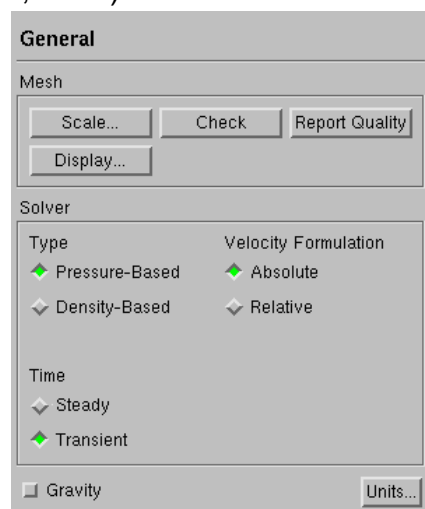 General
Mesh
Scale... Check Report Quality
Display...
Solver
Type Velocity Formulation
Pressure-Based Absolute
Density-Based Relative
Time
Steady
Transient
Gravity Units...